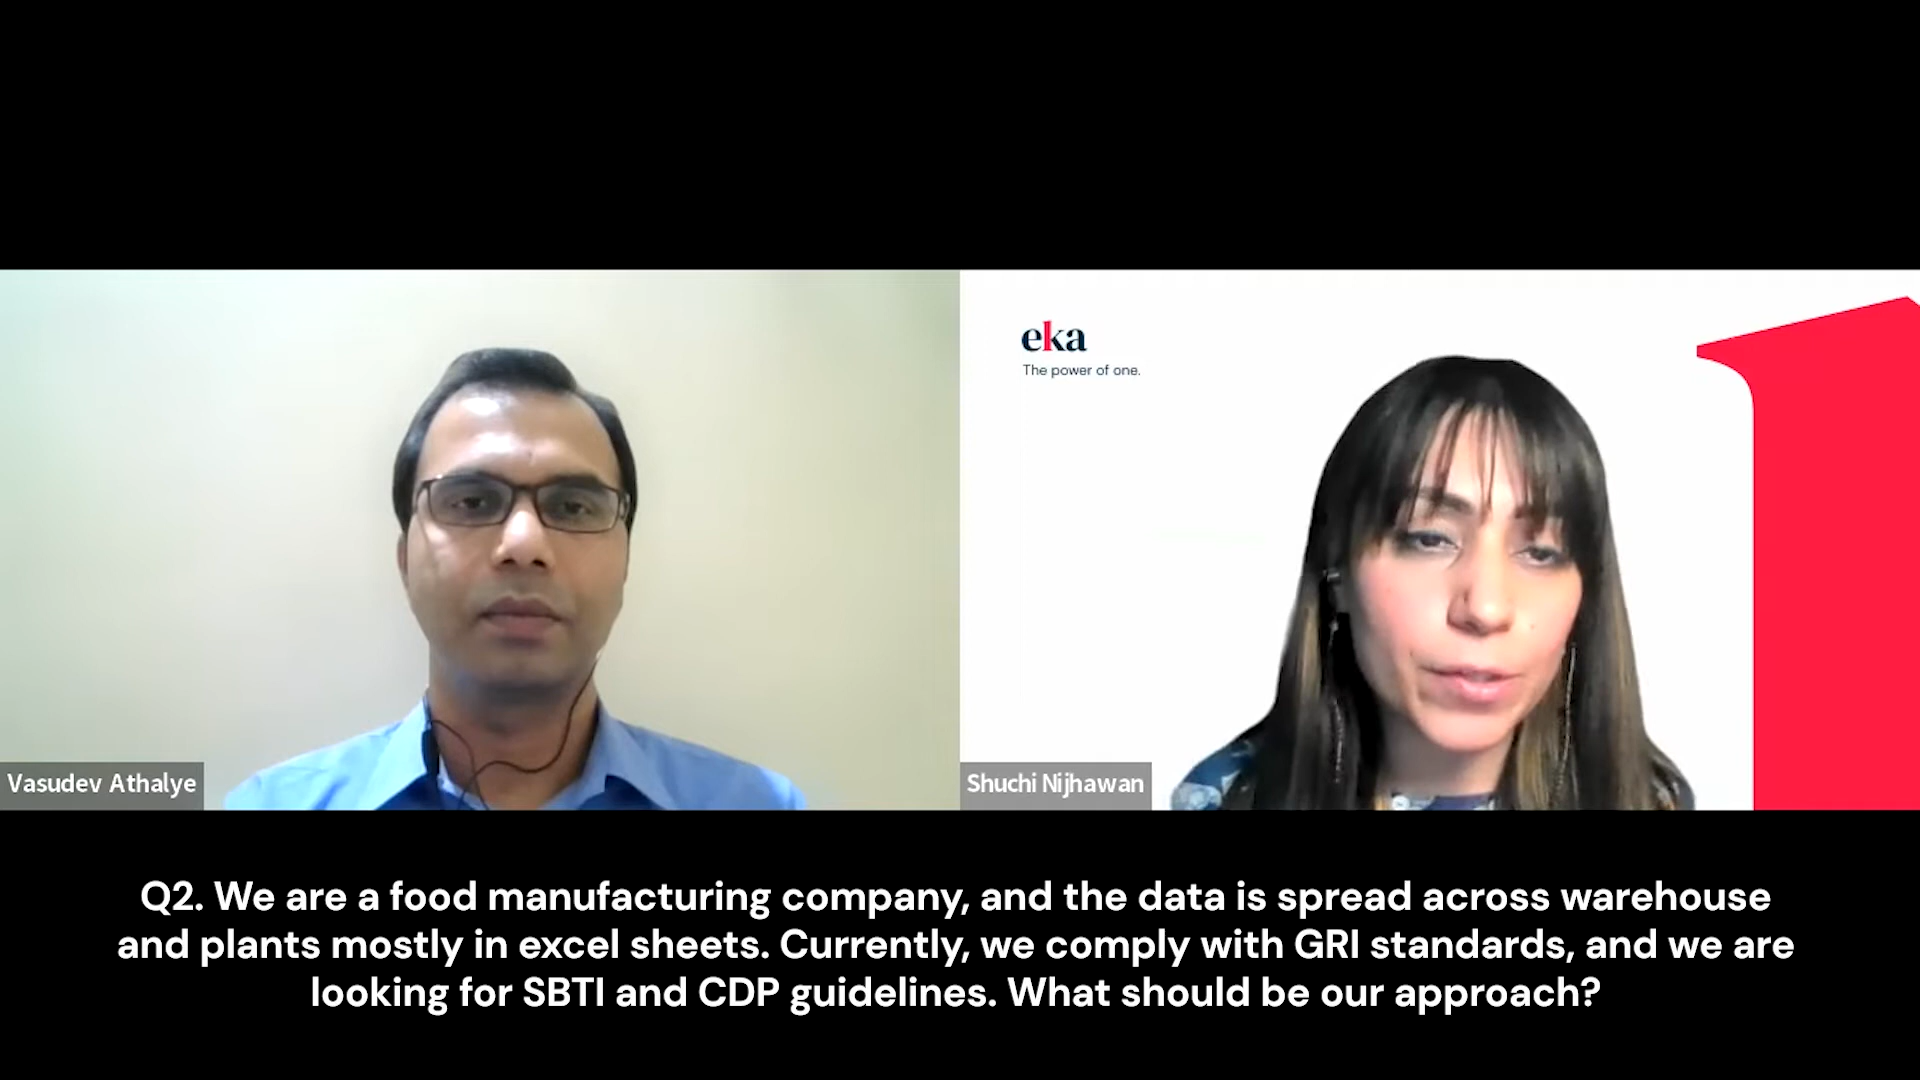 eka
The power of one.
Vasudev Athalye
Shuchi Nijhawan
Q2. We are a food manufacturing company, and the data is spread across warehouse
and plants mostly in excel sheets. Currently, we comply with GRI standards, and we are
looking for SBTI and CDP guidelines. What should be our approach?